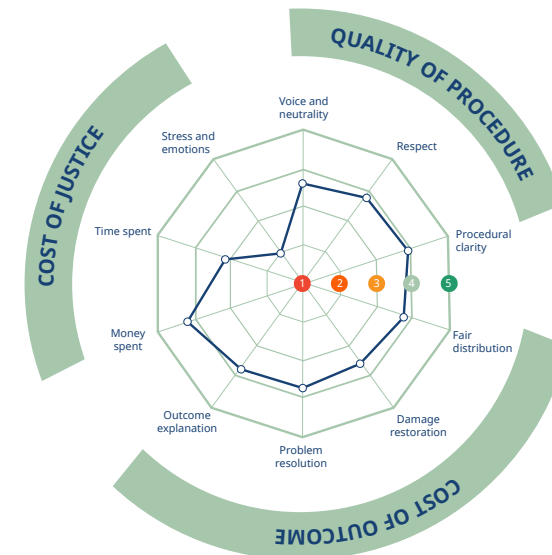 QUALITY OF PROCEDURE
COST OF JUSTICE
COST OF OUTCOME
Voice and
neutrality
Respect
Procedural
clarity
Fair
distribution
Damage
restoration
Problem
resolution
Outcome
explanation
Money
spent
Time spent
Stress and
emotions
1
2
3
4
5